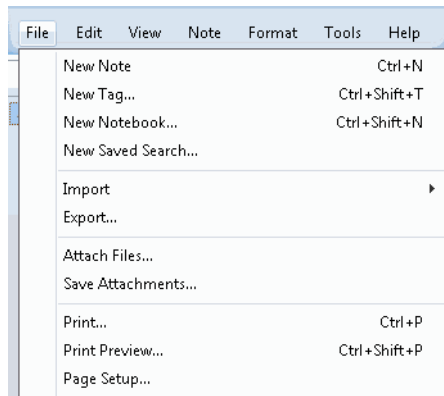 File Edit View Note Format Tools Help
New Note Ctrl+N
New Tag... Ctrl+Shift+T
New Notebook... Ctrl+Shift+N
New Saved Search...
Import
Export...
Attach Files...
Save Attachments...
Print... Ctrl+P
Print Preview... Ctrl+Shift+P
Page Setup...